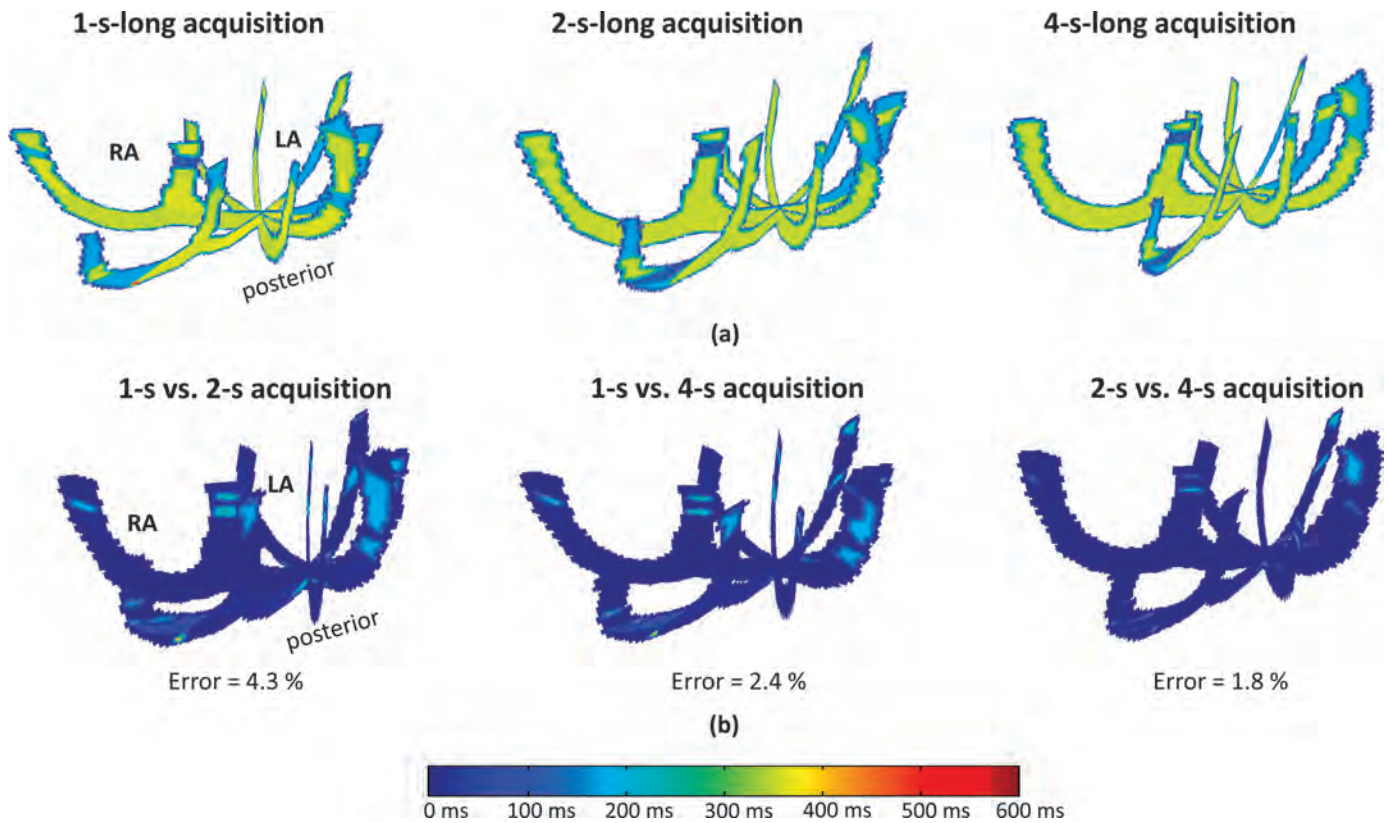 1-s-long acquisition 2-s-long acquisition 4-s-long acquisition
RA LA
posterior
(a)
1-s vs. 2-s acquisition 1-s vs. 4-s acquisition 2-s vs. 4-s acquisition
LA
RA
posterior
Error = 4.3 % Error = 2.4 % Error = 1.8 %
(b)
0 ms 100 ms 200 ms 300 ms 400 ms 500 ms 600 ms